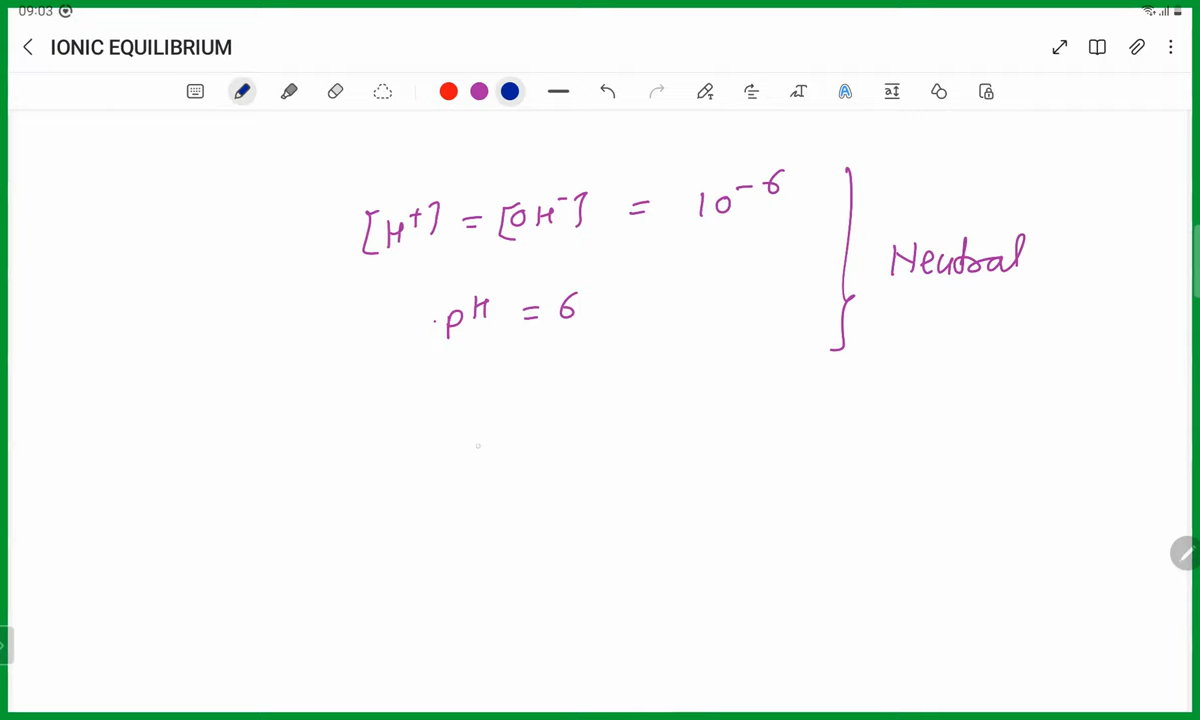 09:03
IONIC EQUILIBRIUM
[H⁺] = [OH⁻] = 10⁻⁶
pᴴ = 6
Neutral